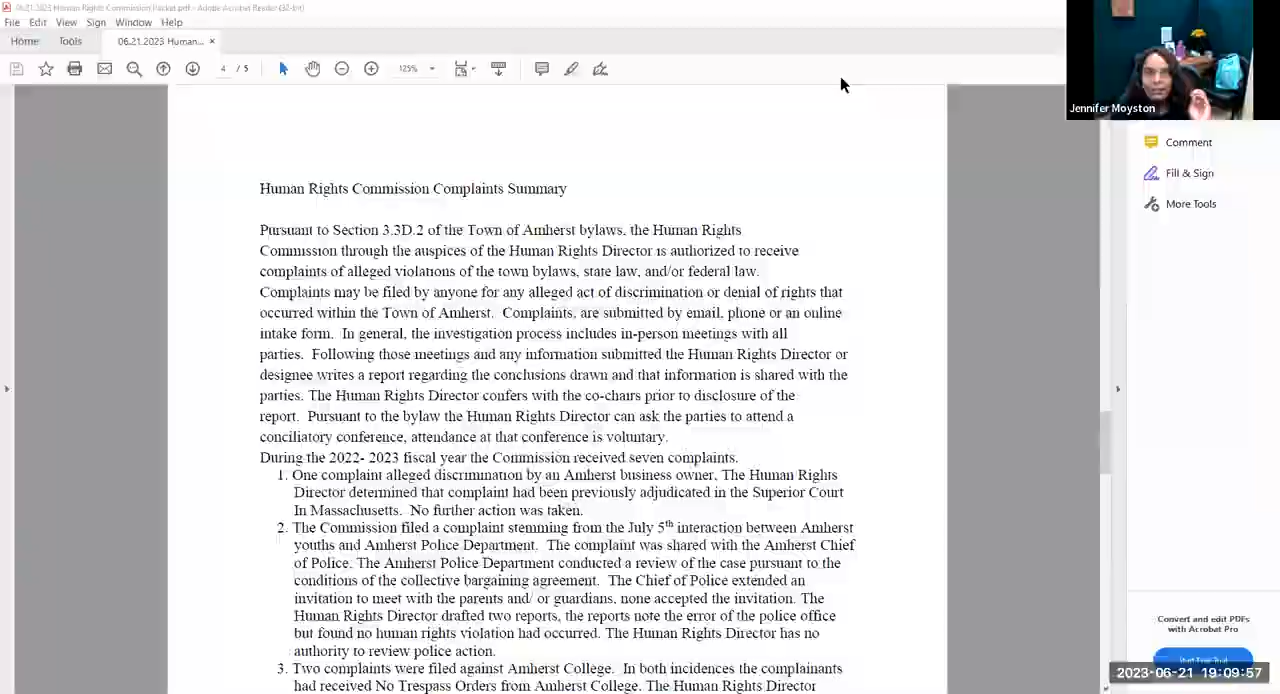 06.21.2023 Human Rights Commission Packet.pdf - Adobe Acrobat Reader (32-bit)
File Edit View Sign Window Help
Home Tools 06.21.2023 Human... ×
4 / 5 125%
Jennifer Moyston
Comment
Fill & Sign
More Tools
Human Rights Commission Complaints Summary
Pursuant to Section 3.3D.2 of the Town of Amherst bylaws, the Human Rights
Commission through the auspices of the Human Rights Director is authorized to receive
complaints of alleged violations of the town bylaws, state law, and/or federal law.
Complaints may be filed by anyone for any alleged act of discrimination or denial of rights that
occurred within the Town of Amherst. Complaints, are submitted by email, phone or an online
intake form. In general, the investigation process includes in-person meetings with all
parties. Following those meetings and any information submitted the Human Rights Director or
designee writes a report regarding the conclusions drawn and that information is shared with the
parties. The Human Rights Director confers with the co-chairs prior to disclosure of the
report. Pursuant to the bylaw the Human Rights Director can ask the parties to attend a
conciliatory conference, attendance at that conference is voluntary.
During the 2022- 2023 fiscal year the Commission received seven complaints.
1. One complaint alleged discrimination by an Amherst business owner, The Human Rights
Director determined that complaint had been previously adjudicated in the Superior Court
In Massachusetts. No further action was taken.
2. The Commission filed a complaint stemming from the July 5th interaction between Amherst
youths and Amherst Police Department. The complaint was shared with the Amherst Chief
of Police. The Amherst Police Department conducted a review of the case pursuant to the
conditions of the collective bargaining agreement. The Chief of Police extended an
invitation to meet with the parents and/ or guardians, none accepted the invitation. The
Human Rights Director drafted two reports, the reports note the error of the police office
but found no human rights violation had occurred. The Human Rights Director has no
authority to review police action.
3. Two complaints were filed against Amherst College. In both incidences the complainants
had received No Trespass Orders from Amherst College. The Human Rights Director
Convert and edit PDFs
with Acrobat Pro
Start Free Trial
2023-06-21 19:09:57